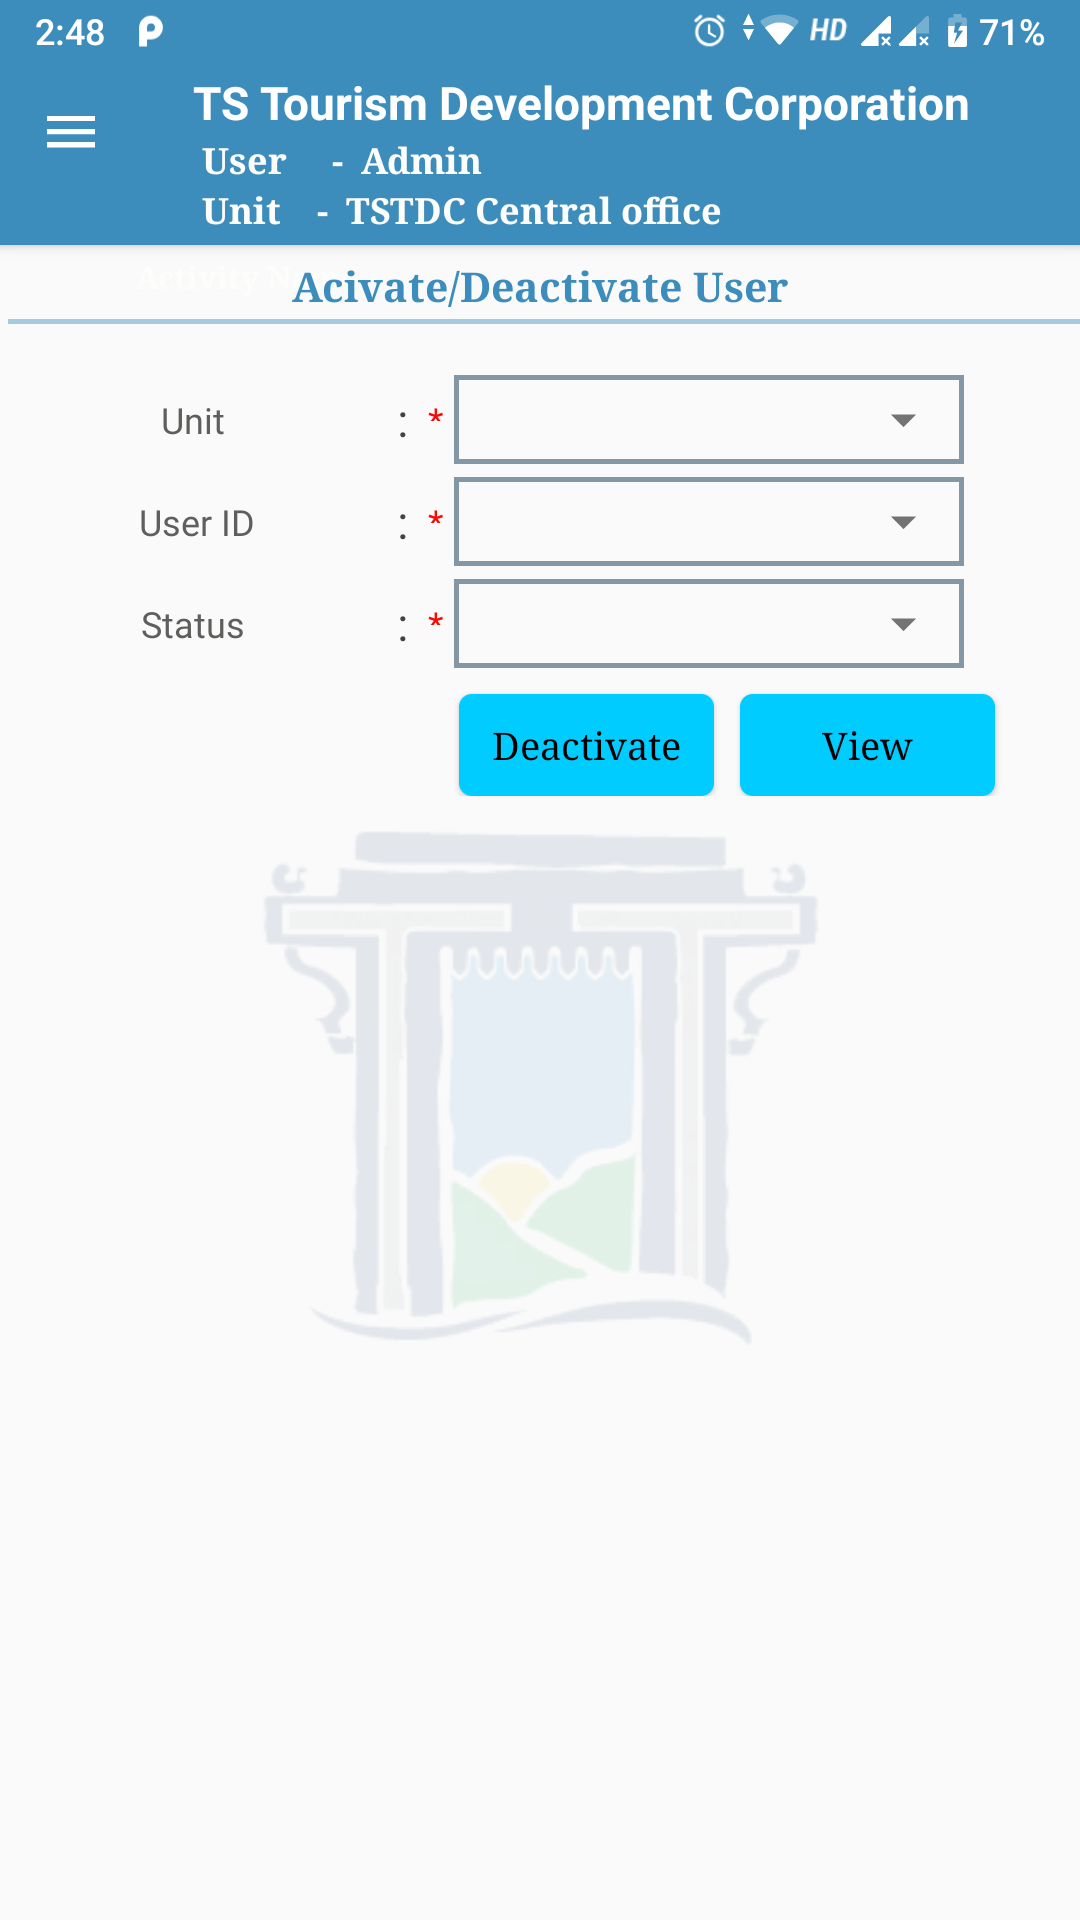 2:48 HD 71%
TS Tourism Development Corporation
User - Admin
Unit - TSTDC Central office
Activity N
Acivate/Deactivate User
Unit : *
User ID : *
Status : *
Deactivate View